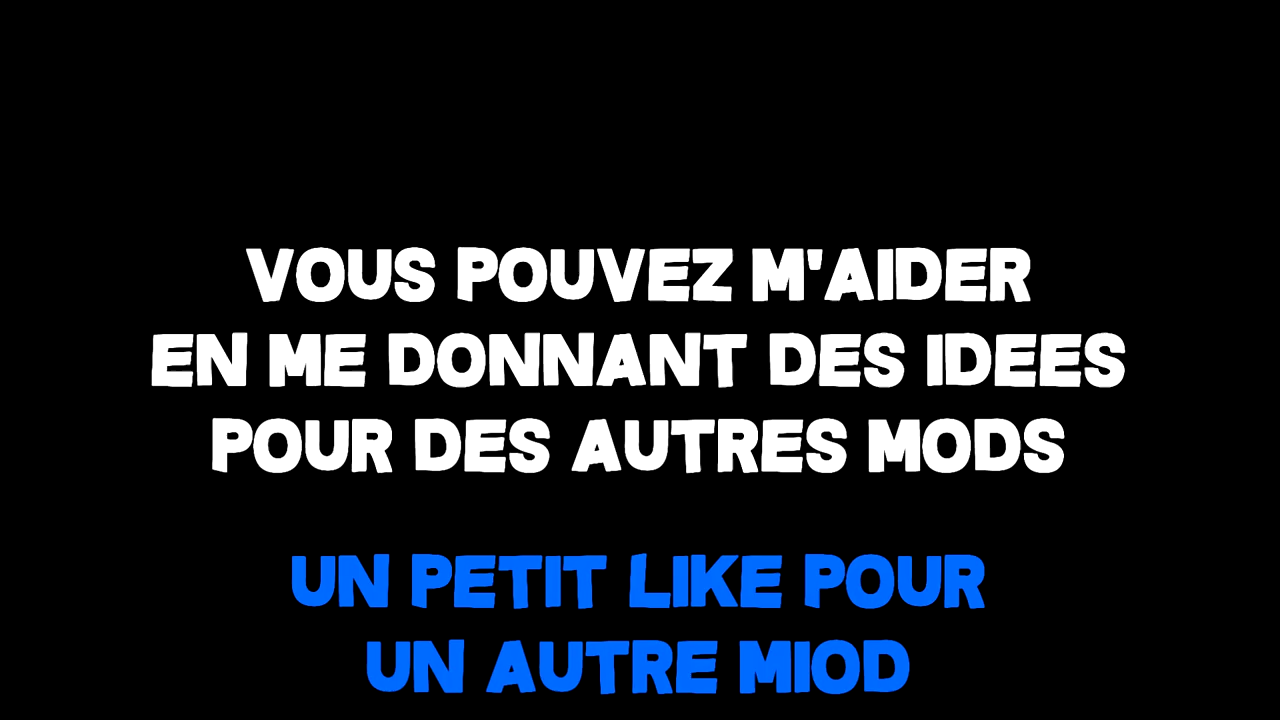 VOUS POUVEZ M'AIDER
EN ME DONNANT DES IDEES
POUR DES AUTRES MODS
UN PETIT LIKE POUR
UN AUTRE MIOD